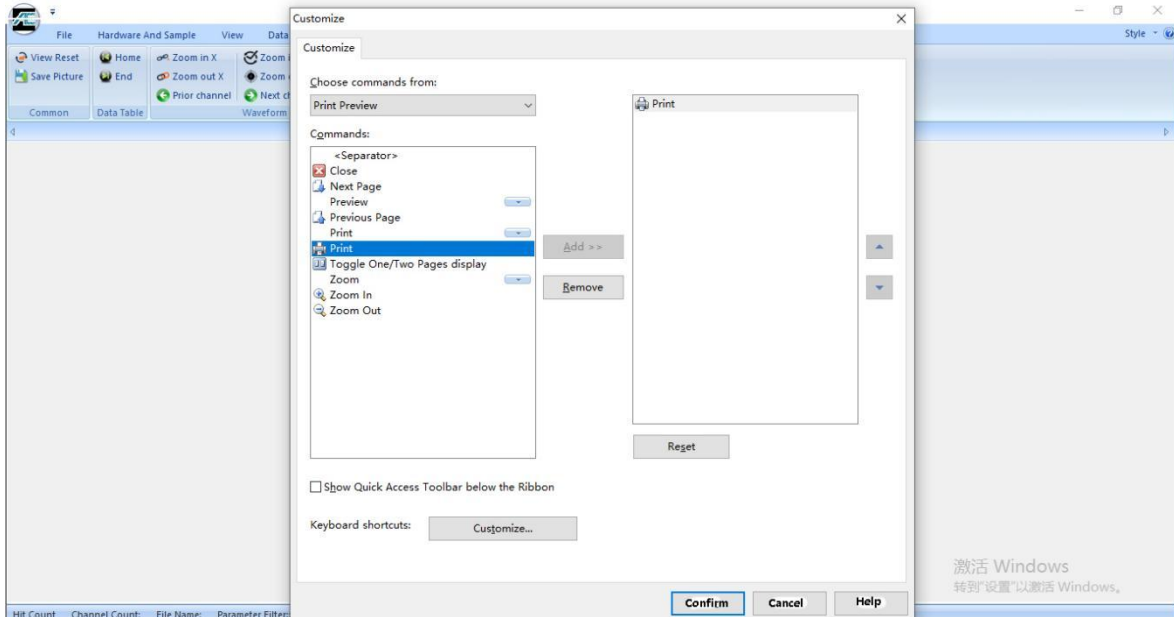 Customize
File Hardware And Sample View Data
Style
Customize
View Reset Home Zoom in X Zoom i
Save Picture End Zoom out X Zoom
Prior channel Next ch
Common Data Table Waveform
Choose commands from:
Print Preview
Commands:
<Separator>
Close
Next Page
Preview
Previous Page
Print
Print
Toggle One/Two Pages display
Zoom
Zoom In
Zoom Out
Add >>
Remove
Print
Reset
Show Quick Access Toolbar below the Ribbon
Keyboard shortcuts: Customize...
Confirm Cancel Help
激活 Windows
转到"设置"以激活 Windows。
Hit Count Channel Count: File Name: Parameter Filter: